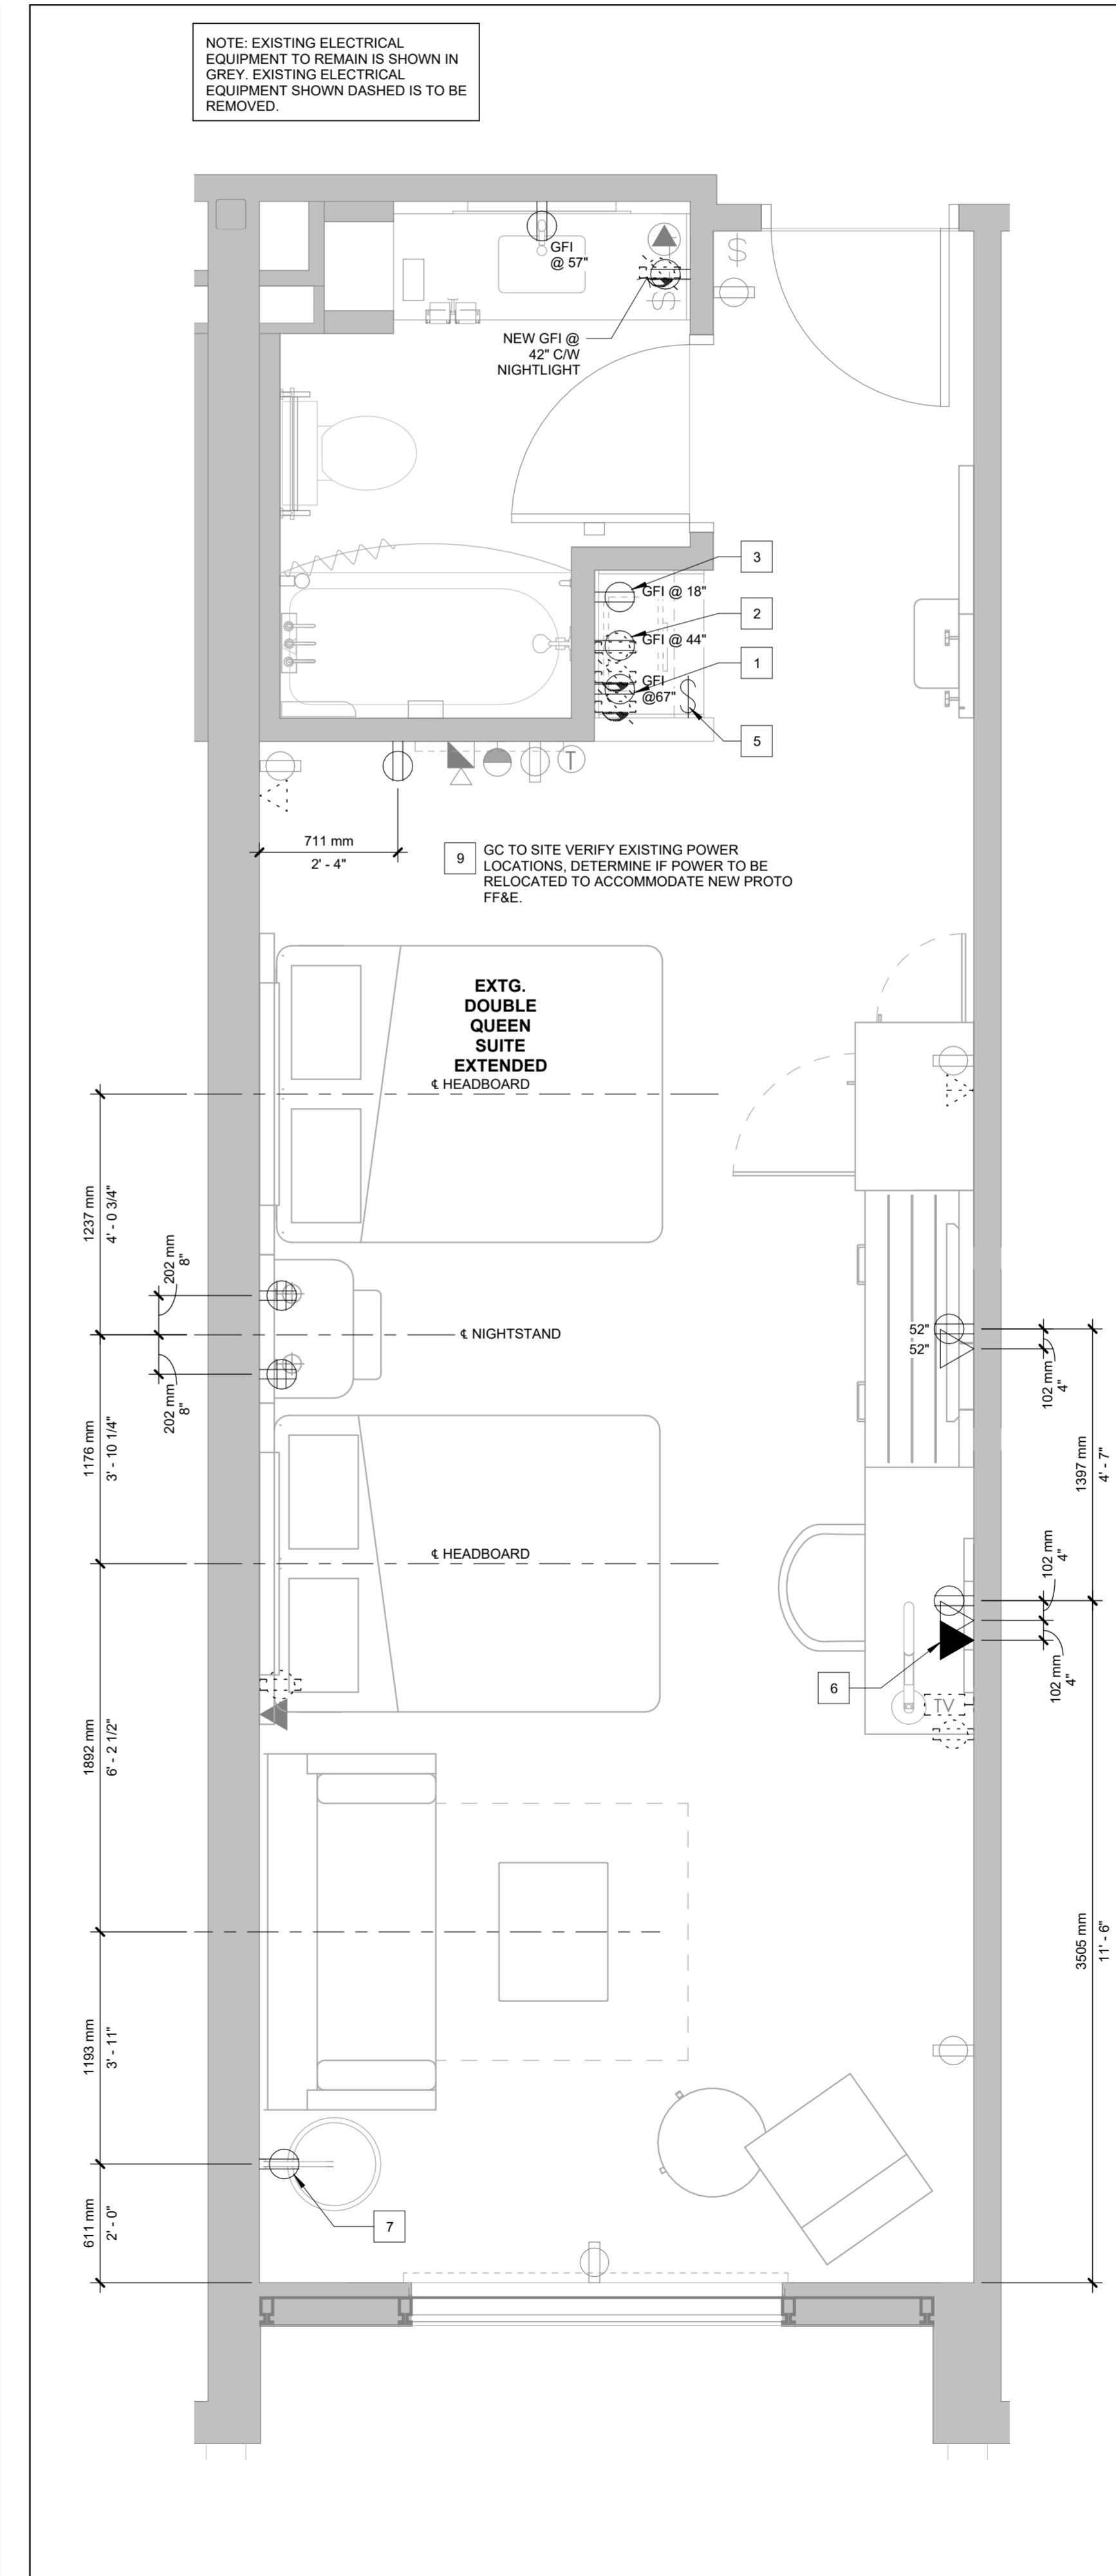 NOTE: EXISTING ELECTRICAL
EQUIPMENT TO REMAIN IS SHOWN IN
GREY. EXISTING ELECTRICAL
EQUIPMENT SHOWN DASHED IS TO BE
REMOVED.
GFI
@ 57"
$
$
NEW GFI @
42" C/W
NIGHTLIGHT
3
GFI @ 18"
2
GFI @ 44"
1
GFI
@67"
$
5
T
711 mm
2' - 4"
9
GC TO SITE VERIFY EXISTING POWER
LOCATIONS, DETERMINE IF POWER TO BE
RELOCATED TO ACCOMMODATE NEW PROTO
FF&E.
EXTG.
DOUBLE
QUEEN
SUITE
EXTENDED
℄ HEADBOARD
1237 mm
4' - 0 3/4"
202 mm
8"
℄ NIGHTSTAND
202 mm
8"
52"
52"
102 mm
4"
1176 mm
3' - 10 1/4"
1397 mm
4' - 7"
℄ HEADBOARD
102 mm
4"
102 mm
4"
6
TV
1892 mm
6' - 2 1/2"
3505 mm
11' - 6"
1193 mm
3' - 11"
611 mm
2' - 0"
7